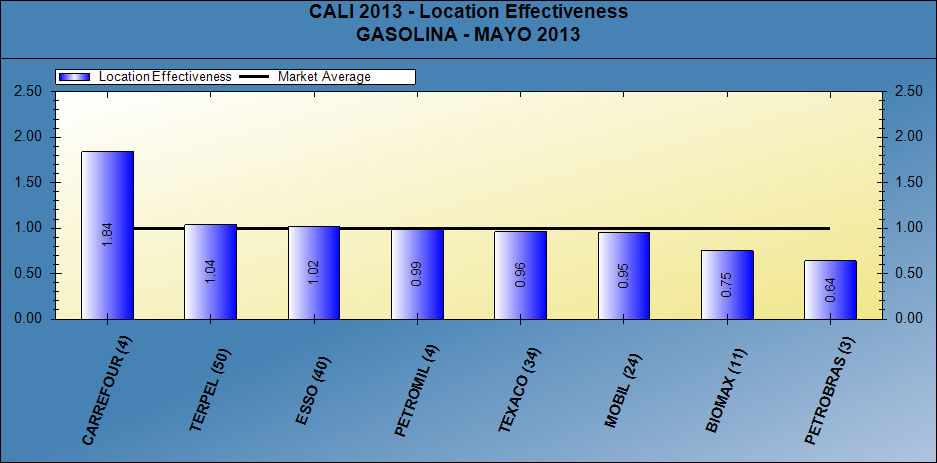 CALI 2013 - Location Effectiveness
GASOLINA - MAYO 2013
Location Effectiveness Market Average
2.50 2.50
2.00 2.00
1.50 1.50
1.00 1.00
0.50 0.50
0.00 0.00
1.84 1.04 1.02 0.99 0.96 0.95 0.75 0.64
CARREFOUR (4)
TERPEL (50)
ESSO (40)
PETROMIL (4)
TEXACO (34)
MOBIL (24)
BIOMAX (11)
PETROBRAS (3)